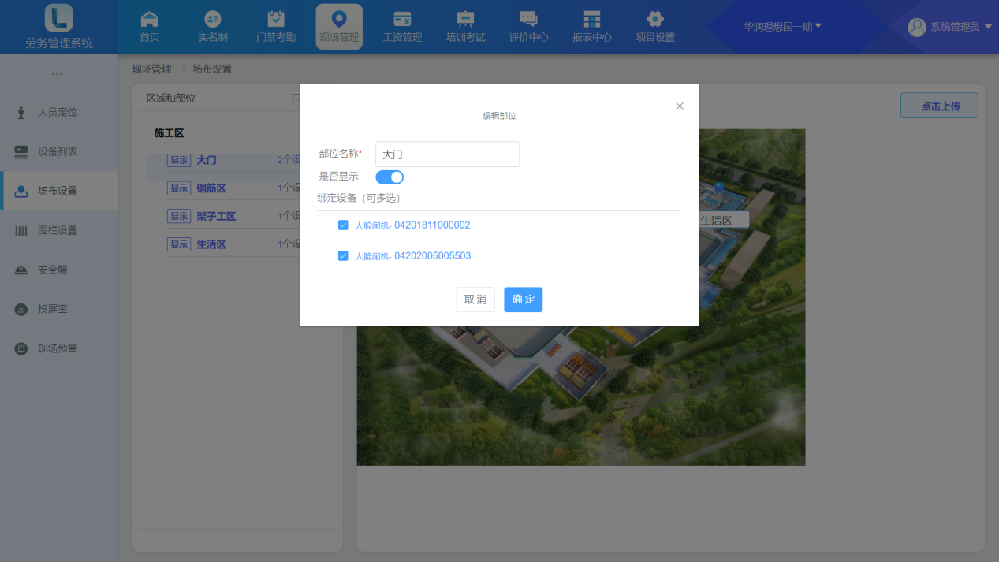 劳务管理系统
首页
实名制
门禁考勤
现场管理
工资管理
培训考试
评价中心
报表中心
项目设置
华润理想国一期
系统管理员
...
人员定位
设备列表
场布设置
围栏设置
安全帽
投屏宝
现场预警
现场管理 > 场布设置
区域和部位
施工区
显示 大门 2个设
显示 钢筋区 1个设
显示 架子工区 1个设
显示 生活区 1个设
点击上传
生活区
编辑部位
部位名称* 大门
是否显示
绑定设备（可多选）
人脸闸机- 04201811000002
人脸闸机- 04202005005503
取 消
确 定